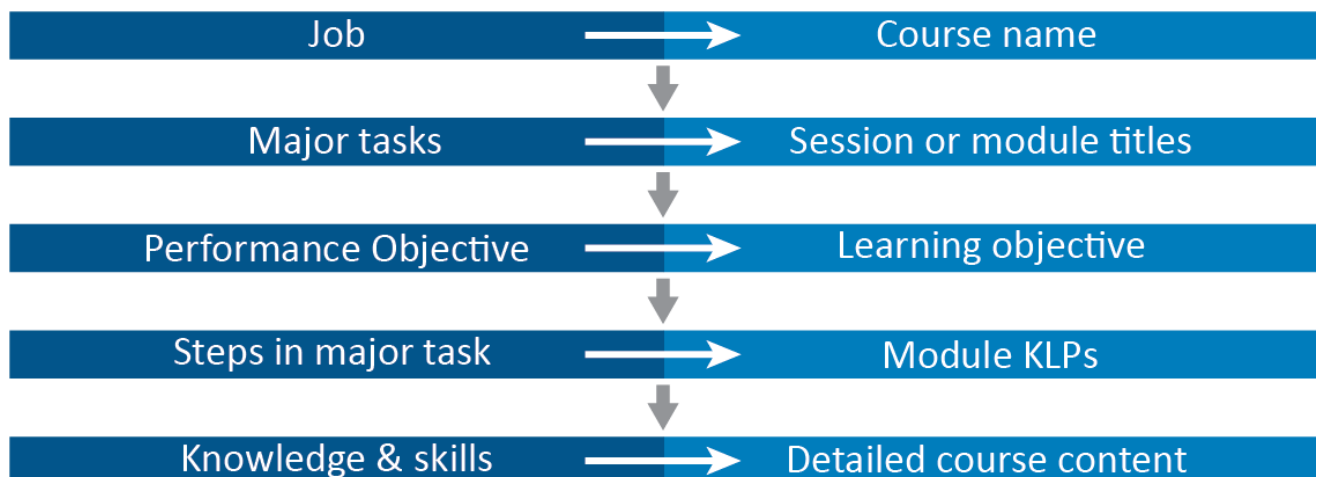 Job
Course name
Major tasks
Session or module titles
Performance Objective
Learning objective
Steps in major task
Module KLPs
Knowledge & skills
Detailed course content